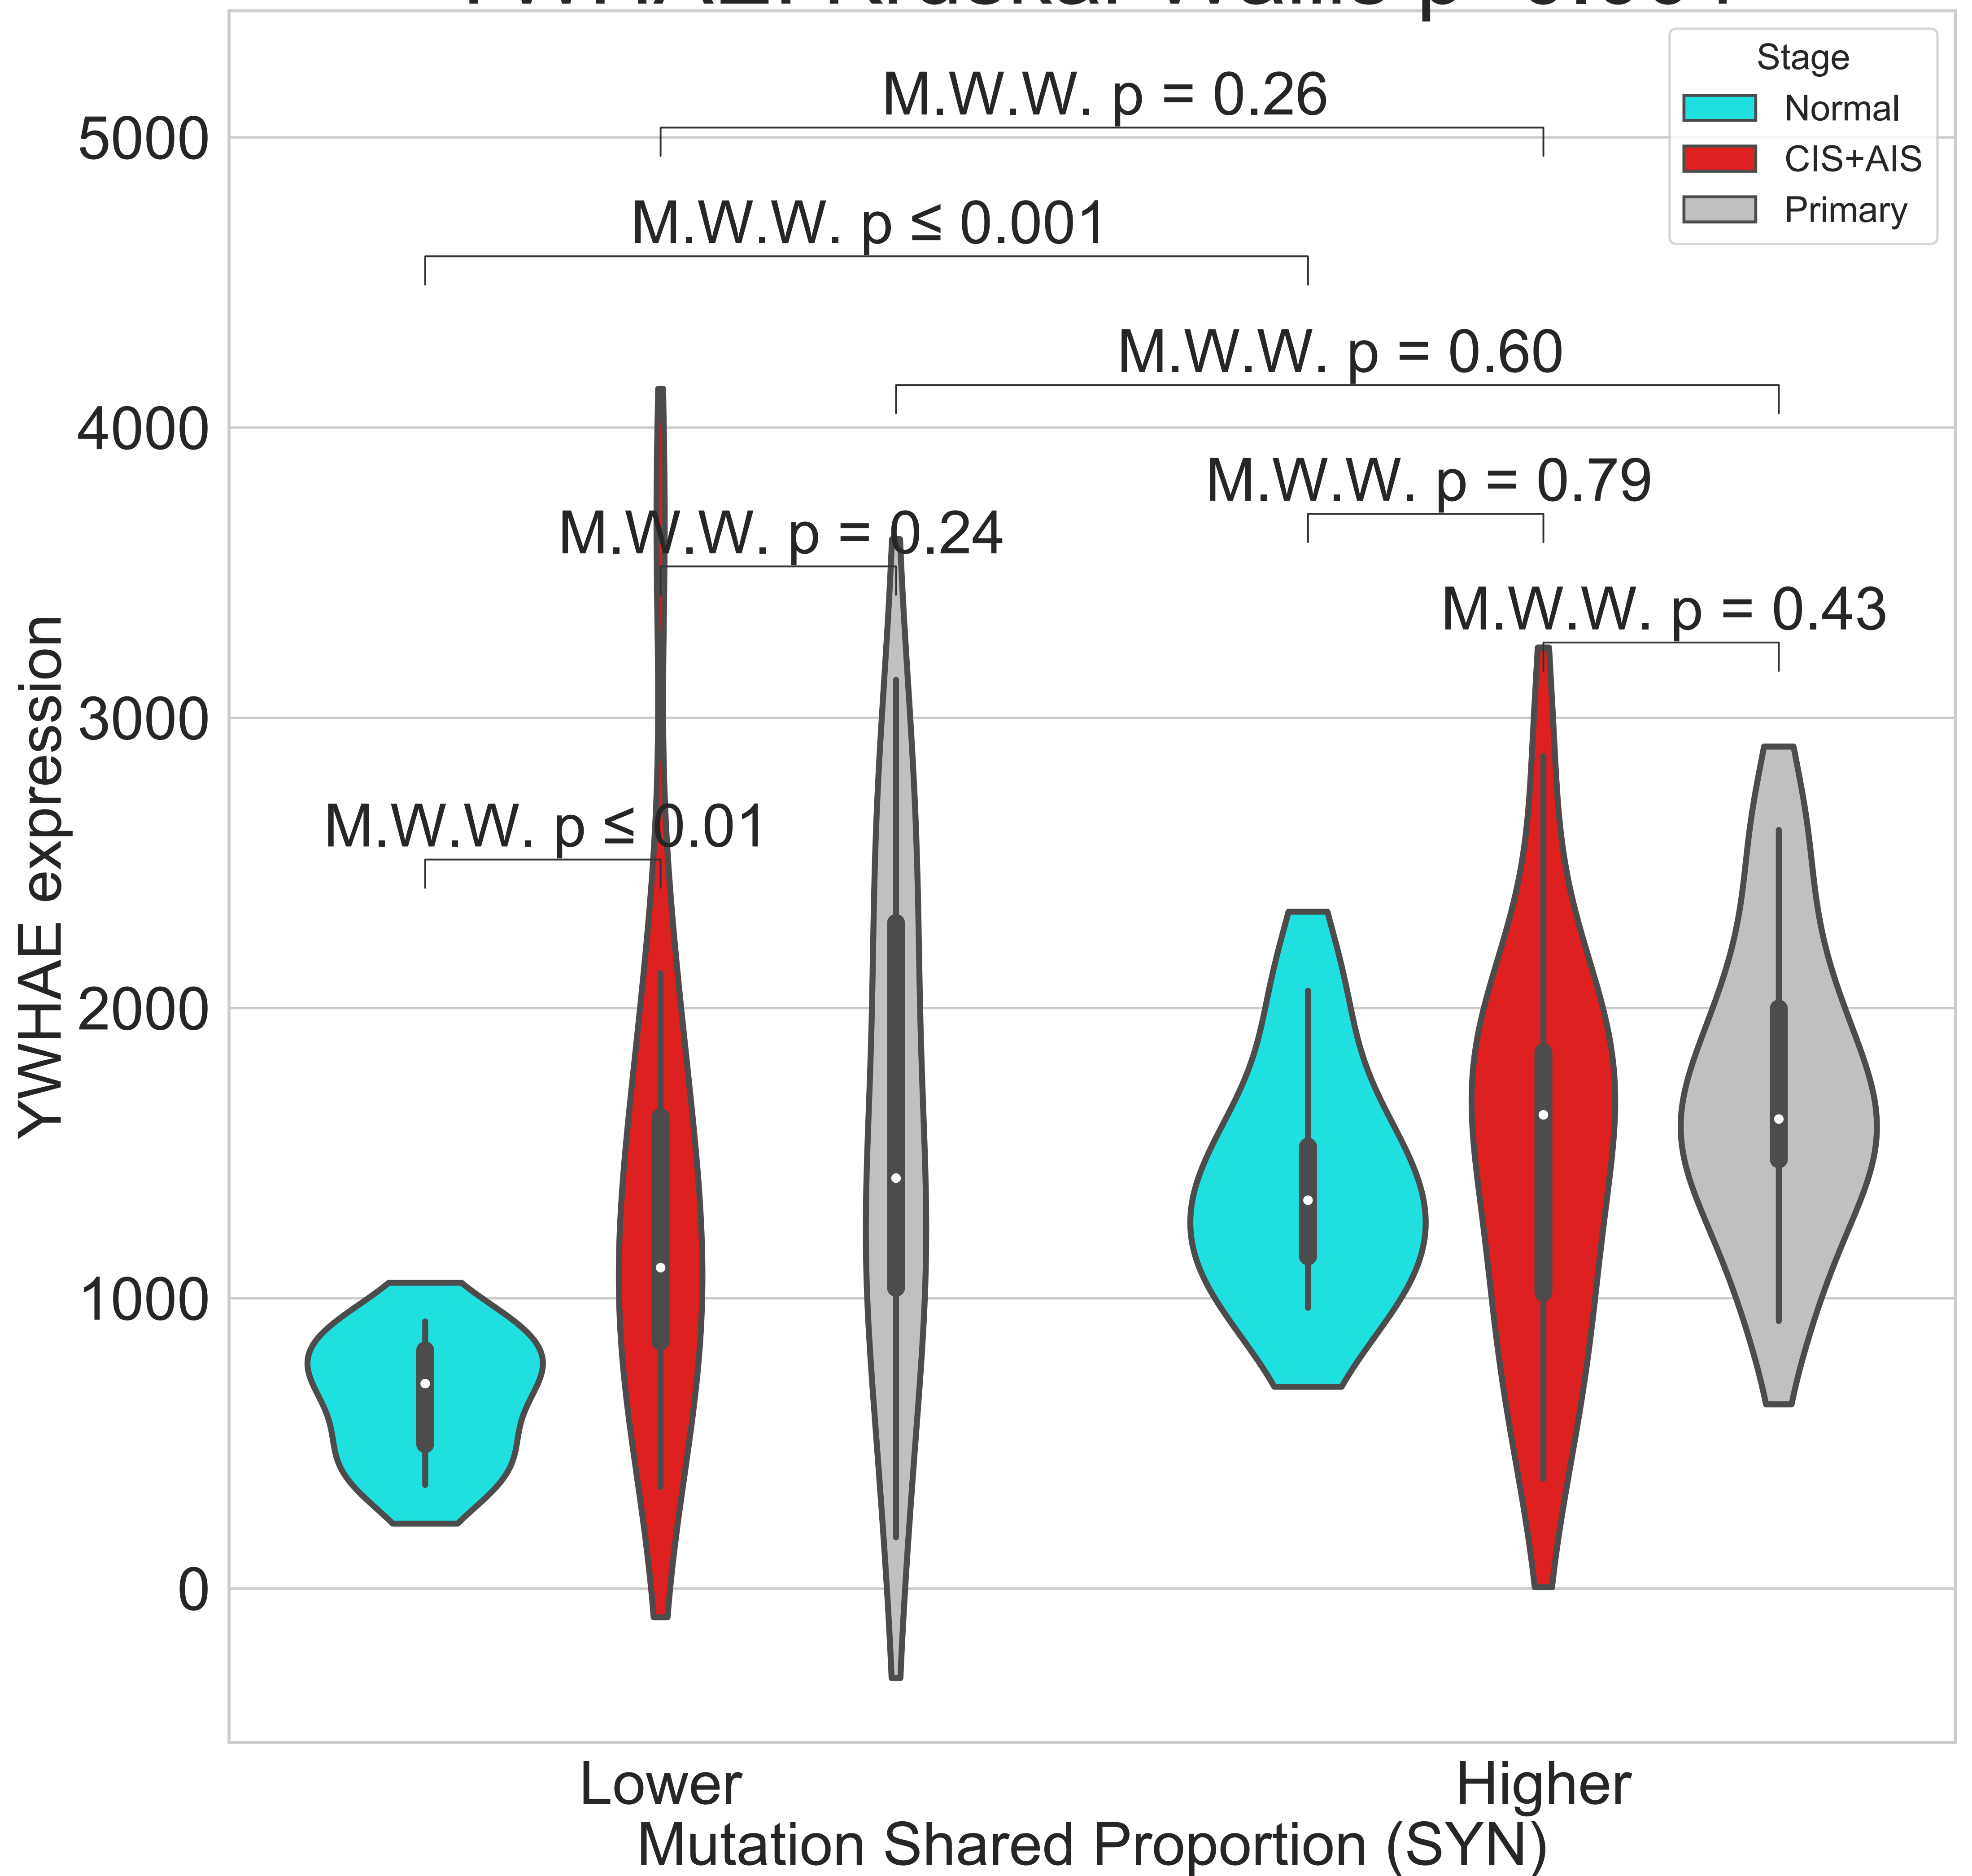 Stage
Normal
CIS+AIS
Primary
M.W.W. p = 0.26
M.W.W. p ≤ 0.001
M.W.W. p = 0.60
M.W.W. p = 0.79
M.W.W. p = 0.24
M.W.W. p = 0.43
M.W.W. p ≤ 0.01
5000
4000
3000
2000
1000
0
YWHAE expression
Lower
Higher
Mutation Shared Proportion (SYN)